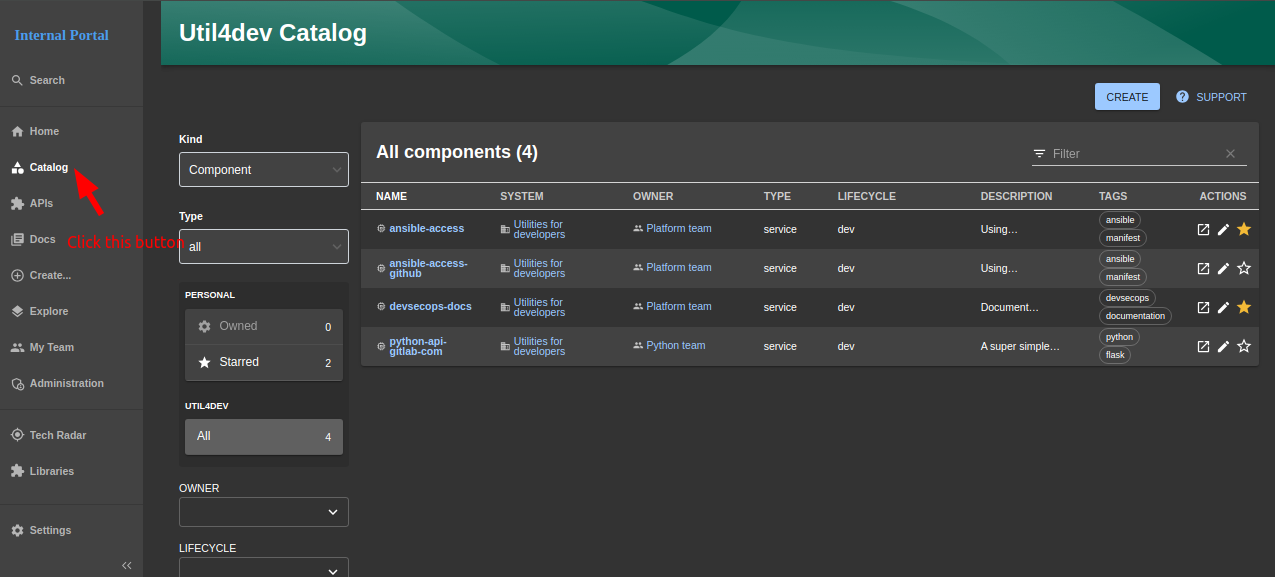 Internal Portal
Search
Home
Catalog
APIs
Docs
Click this button
Create...
Explore
My Team
Administration
Tech Radar
Libraries
Settings
Util4dev Catalog
CREATE
SUPPORT
Kind
Component
Type
all
PERSONAL
Owned 0
Starred 2
UTIL4DEV
All 4
OWNER
LIFECYCLE
All components (4)
Filter
NAME SYSTEM OWNER TYPE LIFECYCLE DESCRIPTION TAGS ACTIONS
ansible-access Utilities for developers Platform team service dev Using… ansible manifest
ansible-access-github Utilities for developers Platform team service dev Using… ansible manifest
devsecops-docs Utilities for developers Platform team service dev Document… devsecops documentation
python-api-gitlab-com Utilities for developers Python team service dev A super simple… python flask